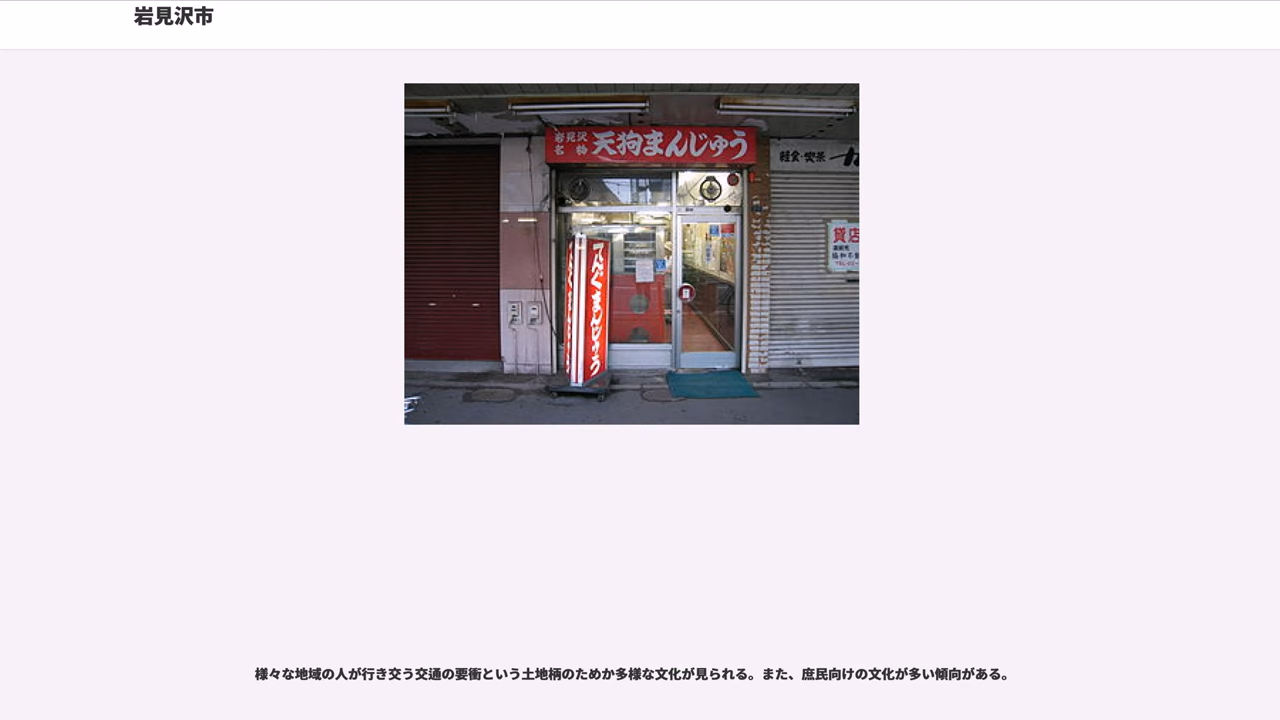 岩見沢市
岩見沢
名物
天狗まんじゅう
軽食・喫茶
てんぐまんじゅう
貸店
様々な地域の人が行き交う交通の要衝という土地柄のためか多様な文化が見られる。また、庶民向けの文化が多い傾向がある。